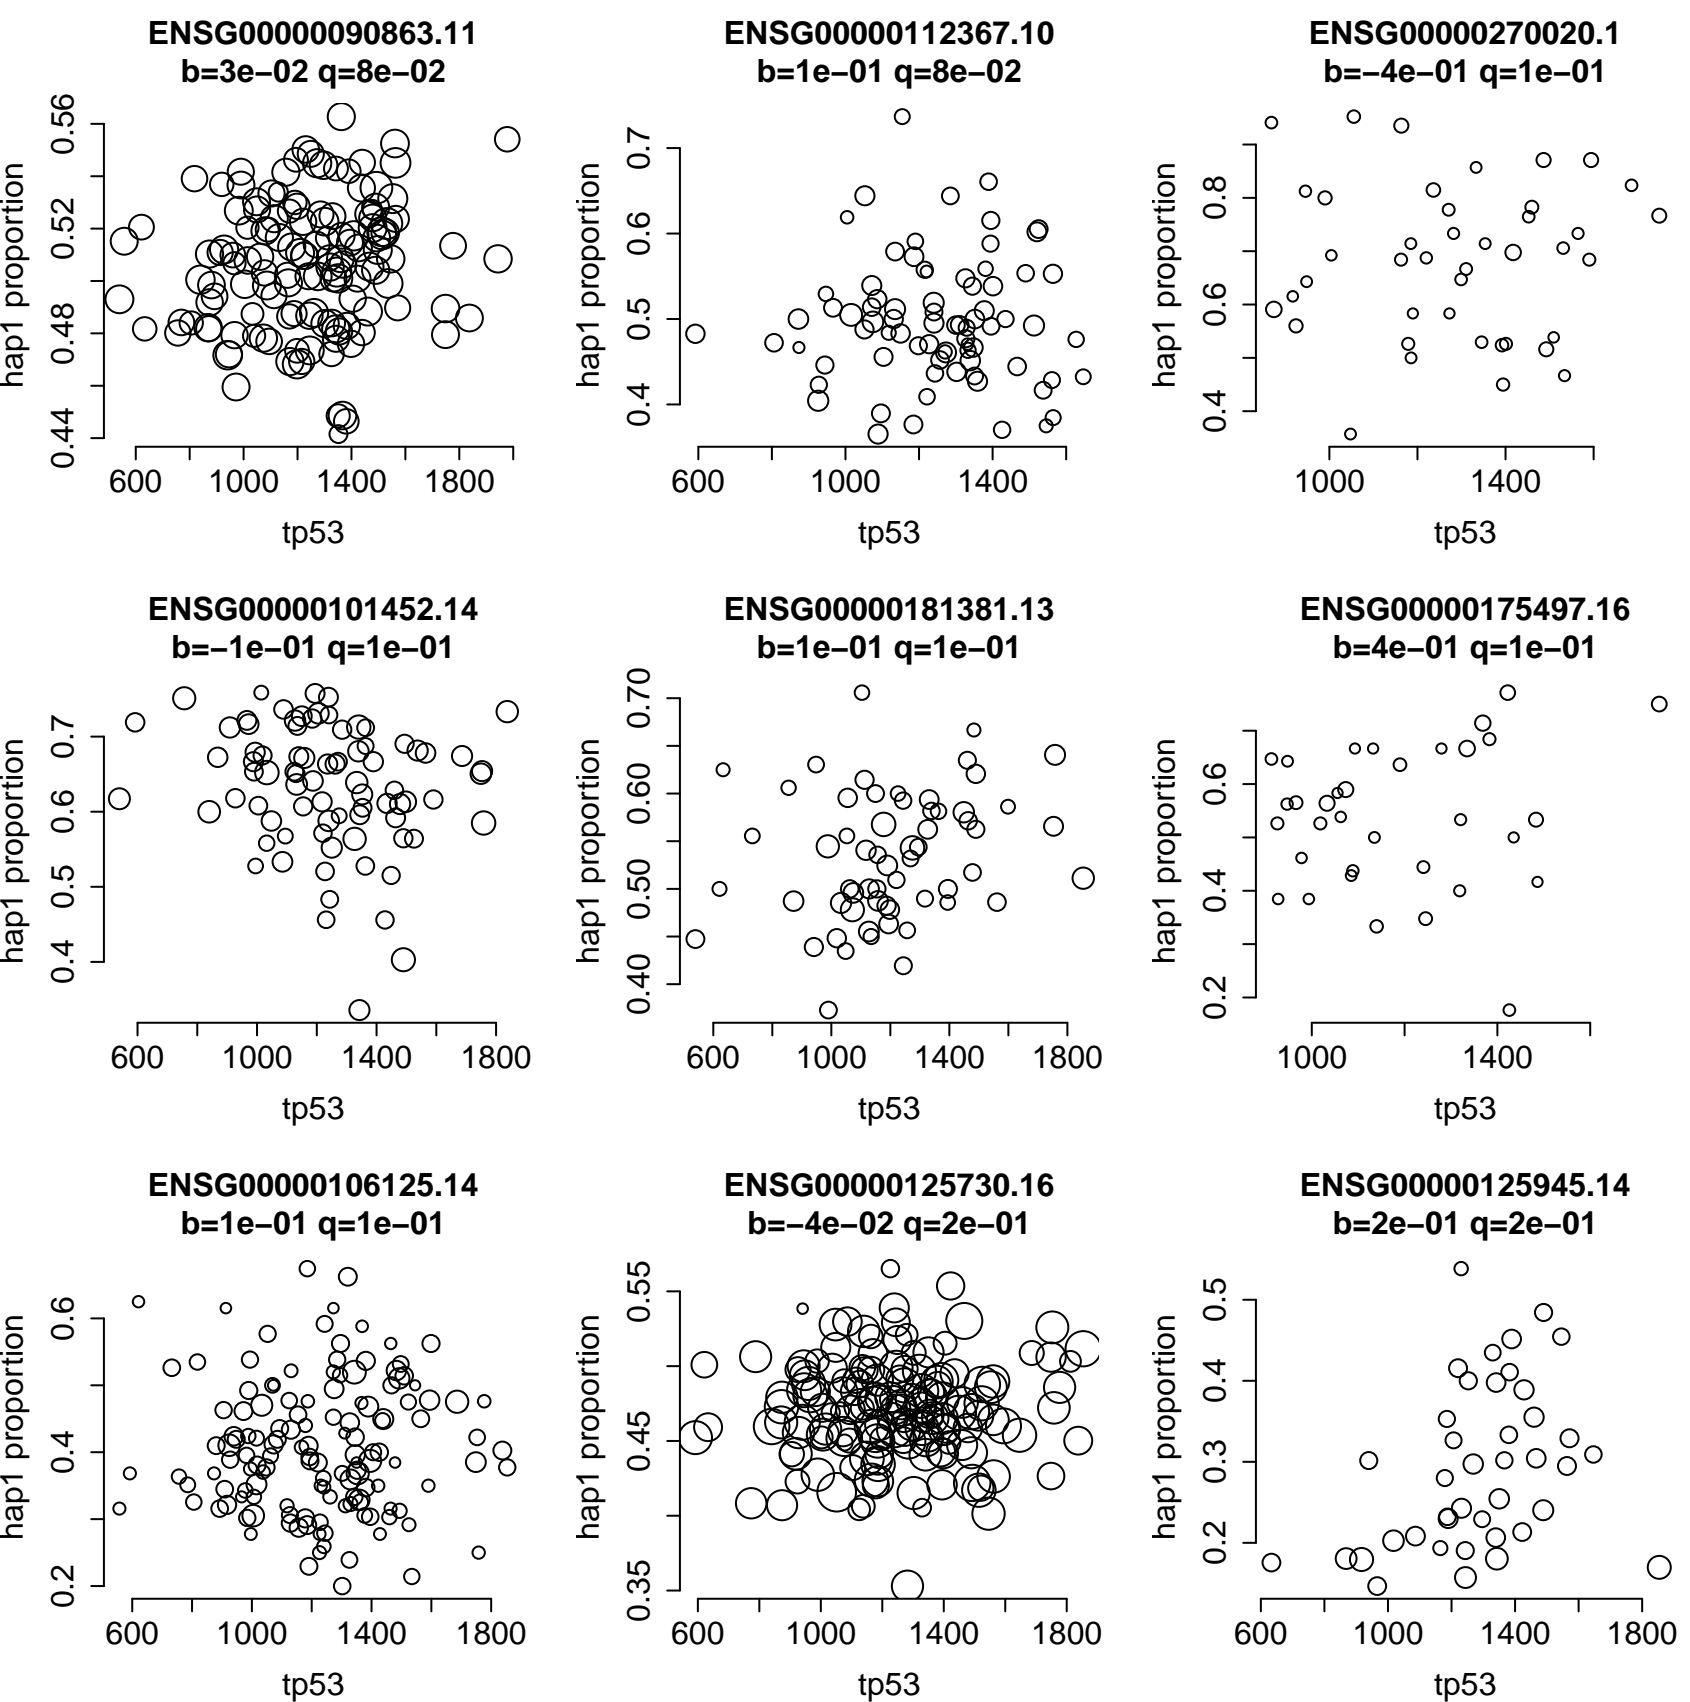 ENSG00000090863.11
b=3e−02 q=8e−02
hap1 proportion
0.44 0.48 0.52 0.56
600 1000 1400 1800
tp53
ENSG00000112367.10
b=1e−01 q=8e−02
hap1 proportion
0.4 0.5 0.6 0.7
600 1000 1400
tp53
ENSG00000270020.1
b=−4e−01 q=1e−01
hap1 proportion
0.4 0.6 0.8
1000 1400
tp53
ENSG00000101452.14
b=−1e−01 q=1e−01
hap1 proportion
0.4 0.5 0.6 0.7
600 1000 1400 1800
tp53
ENSG00000181381.13
b=1e−01 q=1e−01
hap1 proportion
0.40 0.50 0.60 0.70
600 1000 1400 1800
tp53
ENSG00000175497.16
b=4e−01 q=1e−01
hap1 proportion
0.2 0.4 0.6
1000 1400
tp53
ENSG00000106125.14
b=1e−01 q=1e−01
hap1 proportion
0.2 0.4 0.6
600 1000 1400 1800
tp53
ENSG00000125730.16
b=−4e−02 q=2e−01
hap1 proportion
0.35 0.45 0.55
600 1000 1400 1800
tp53
ENSG00000125945.14
b=2e−01 q=2e−01
hap1 proportion
0.2 0.3 0.4 0.5
600 1000 1400 1800
tp53